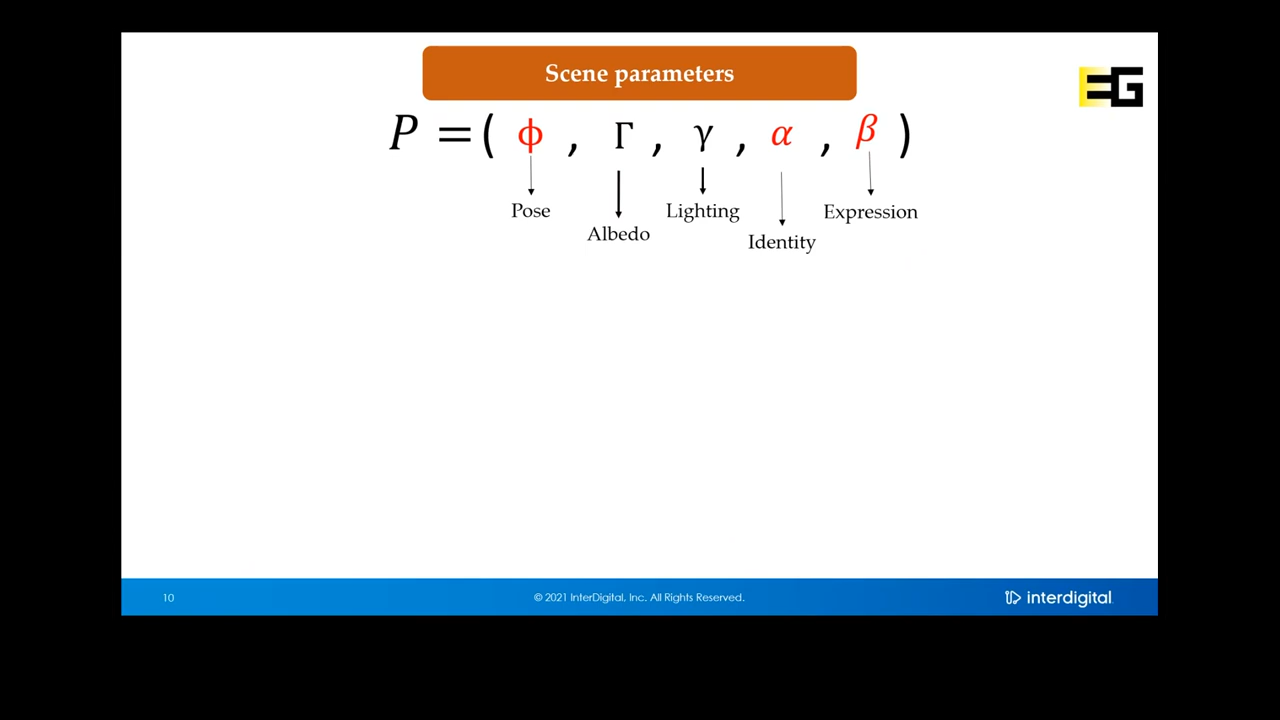 Scene parameters
EG
P = ( ϕ , Γ , γ , α , β )
Pose
Albedo
Lighting
Identity
Expression
10
© 2021 InterDigital, Inc. All Rights Reserved.
interdigital